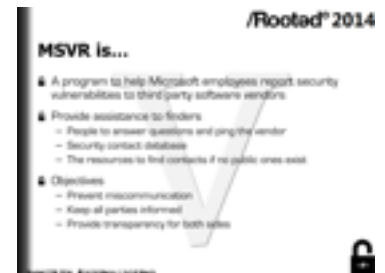 /Rooted° 2014
MSVR is...
A program to help Microsoft employees report security
vulnerabilities to third party software vendors
Provide assistance to finders
– People to answer questions and ping the vendor
– Security contact database
– The resources to find contacts if no public ones exist
Objectives
– Prevent miscommunication
– Keep all parties informed
– Provide transparency for both sides